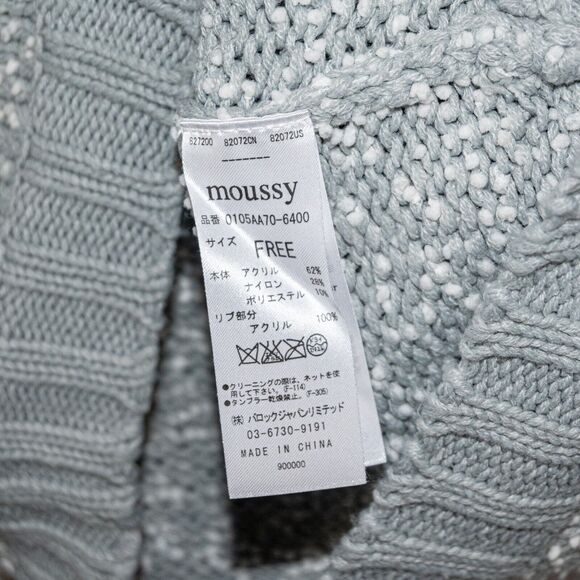 827200 82072CN 82072US
moussy
品番 0105AA70-6400
サイズ FREE
本体 アクリル 62%
ナイロン 28%
ポリエステル 10%
リブ部分
アクリル 100%
●クリーニングの際は、ネットを使
用して下さい。(F-114)
●タンブラー乾燥禁止。(F-305)
(株)バロックジャパンリミテッド
03-6730-9191
MADE IN CHINA
900000